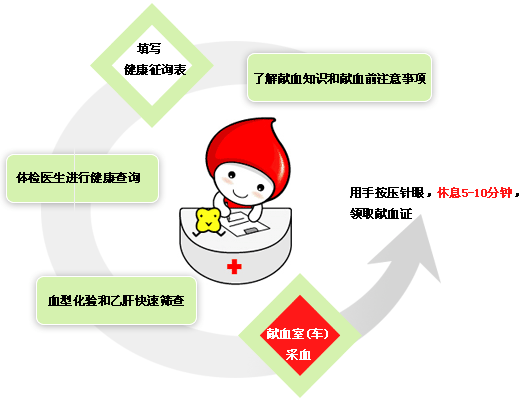 了解献血知识和献血前注意事项
填写
健康征询表
体检医生进行健康查询
血型化验和乙肝快速筛查
献血室(车)
采血
用手按压针眼，休息5-10分钟，
领取献血证